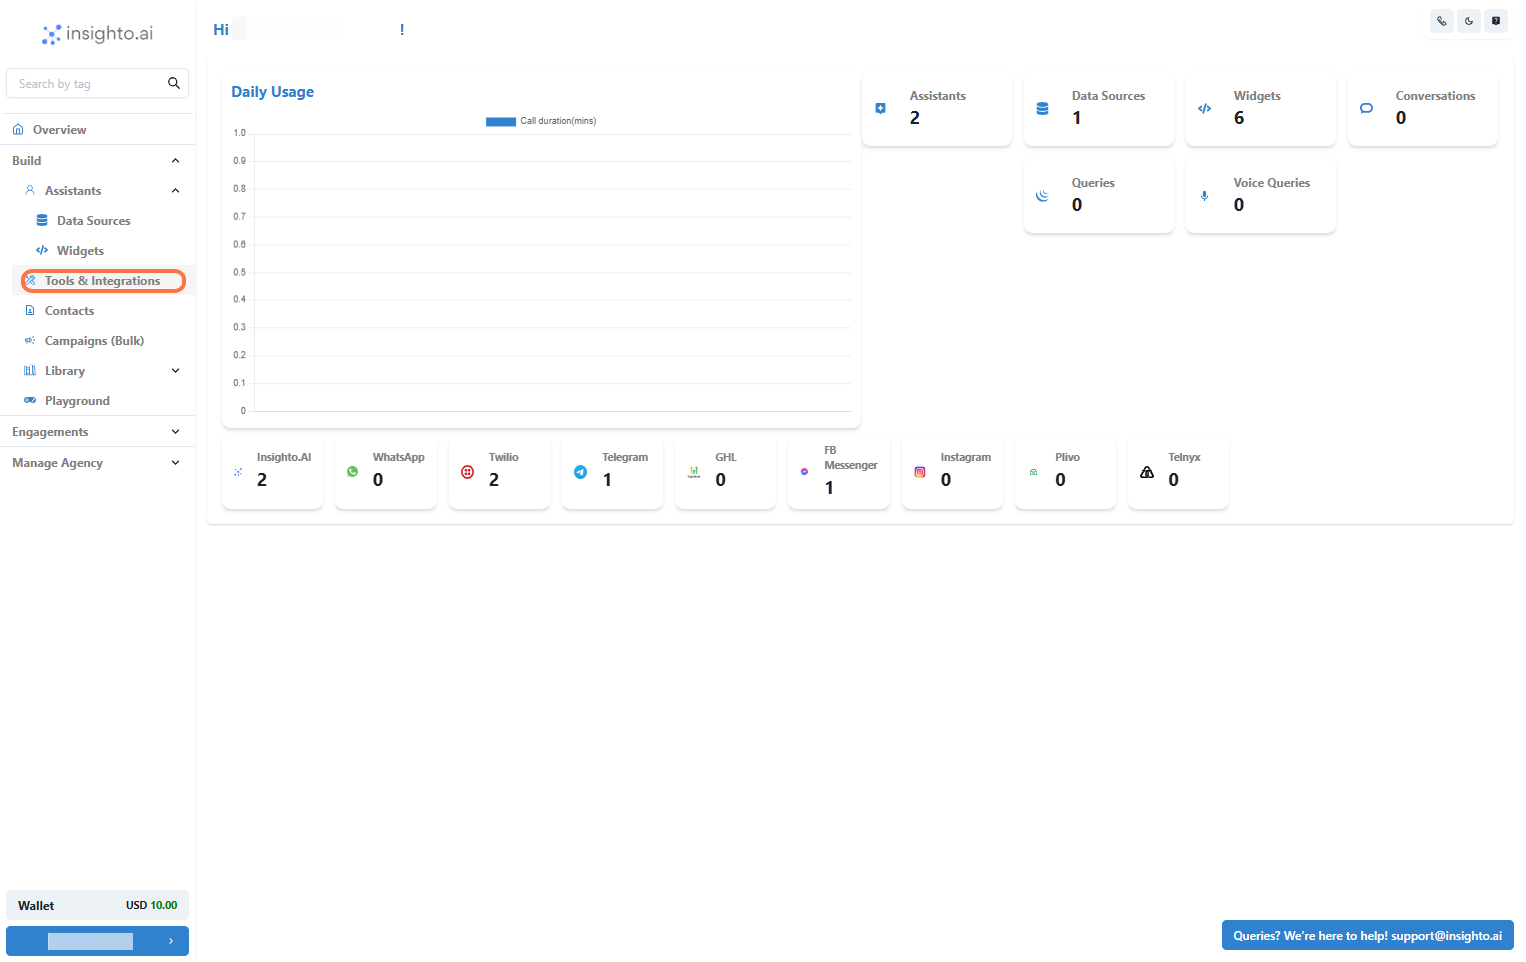 insighto.ai
Search by tag
Overview
Build
Assistants
Data Sources
Widgets
Tools & Integrations
Contacts
Campaigns (Bulk)
Library
Playground
Engagements
Manage Agency
Wallet USD 10.00
Hi !
Daily Usage
Call duration(mins)
1.0
0.9
0.8
0.7
0.6
0.5
0.4
0.3
0.2
0.1
0
Assistants
2
Data Sources
1
Widgets
6
Conversations
0
Queries
0
Voice Queries
0
Insighto.AI
2
WhatsApp
0
Twilio
2
Telegram
1
GHL
0
FB
Messenger
1
Instagram
0
Plivo
0
Telnyx
0
Queries? We're here to help! support@insighto.ai